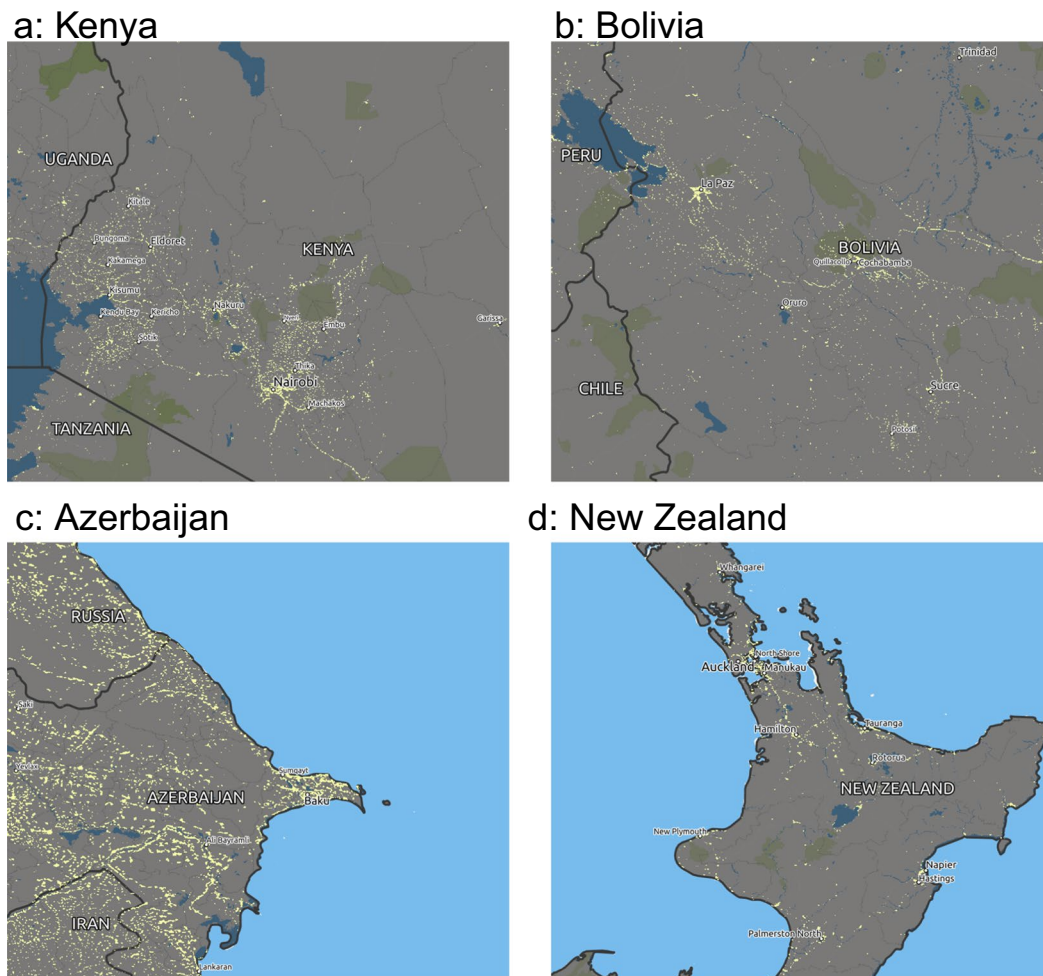 a: Kenya
UGANDA
Kitale
Bungoma
Eldoret
Kakamega
KENYA
Kisumu
Kendu Bay
Kericho
Nakuru
Nyeri
Embu
Garissa
Sotik
Thika
Nairobi
Machakos
TANZANIA
b: Bolivia
Trinidad
PERU
La Paz
BOLIVIA
Quillacollo
Cochabamba
Oruro
CHILE
Sucre
PotosiI
c: Azerbaijan
RUSSIA
Saki
Yevlax
Sumqayt
AZERBAIJAN
Baku
Ali Bayramli
IRAN
Lankaran
d: New Zealand
Whangarei
North Shore
Auckland
Manukau
Tauranga
Hamilton
Rotorua
NEW ZEALAND
New Plymouth
Napier
Hastings
Palmerston North